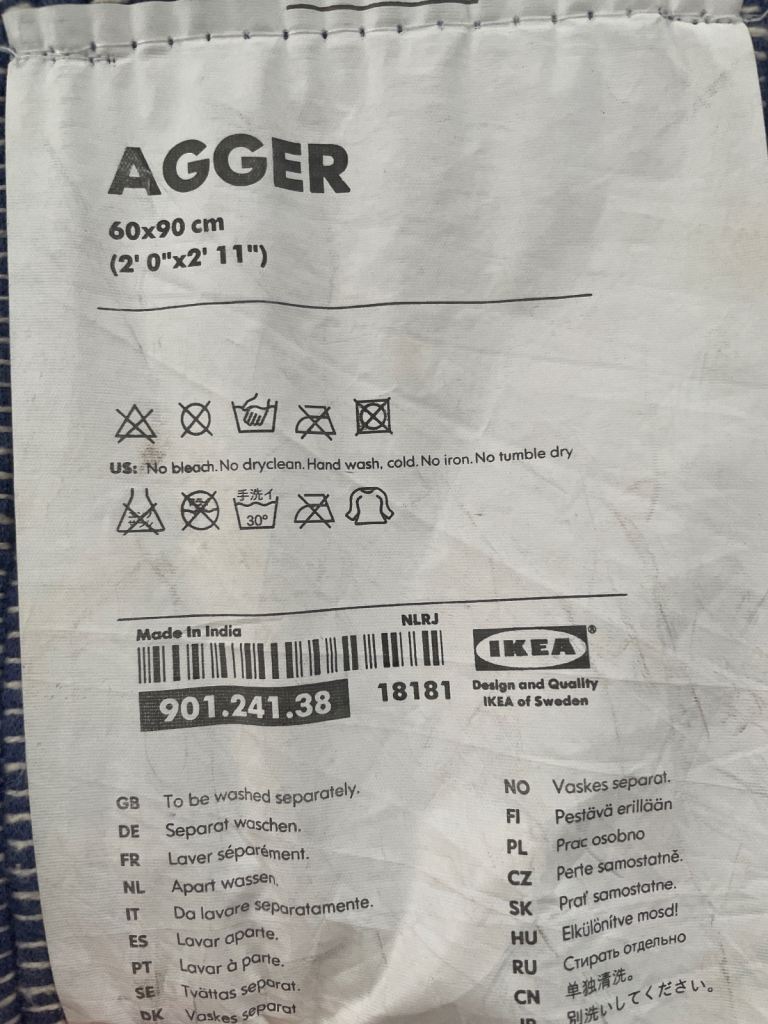 AGGER
60x90 cm
(2' 0"x2' 11")
US: No bleach. No dryclean. Hand wash, cold. No iron. No tumble dry
手洗イ
30°
Made In India
NLRJ
901.241.38
18181
IKEA®
Design and Quality
IKEA of Sweden
GB To be washed separately.
DE Separat waschen.
FR Laver séparément.
NL Apart wassen.
IT Da lavare separatamente.
ES Lavar aparte.
PT Lavar à parte.
SE Tvättas separat.
DK Vaskes separat
NO Vaskes separat.
FI Pestävä erillään
PL Prac osobno
CZ Perte samostatně.
SK Prať samostatne.
HU Elkülönítve mosd!
RU Стирать отдельно
CN 单独清洗。
JP 別洗いしてください。